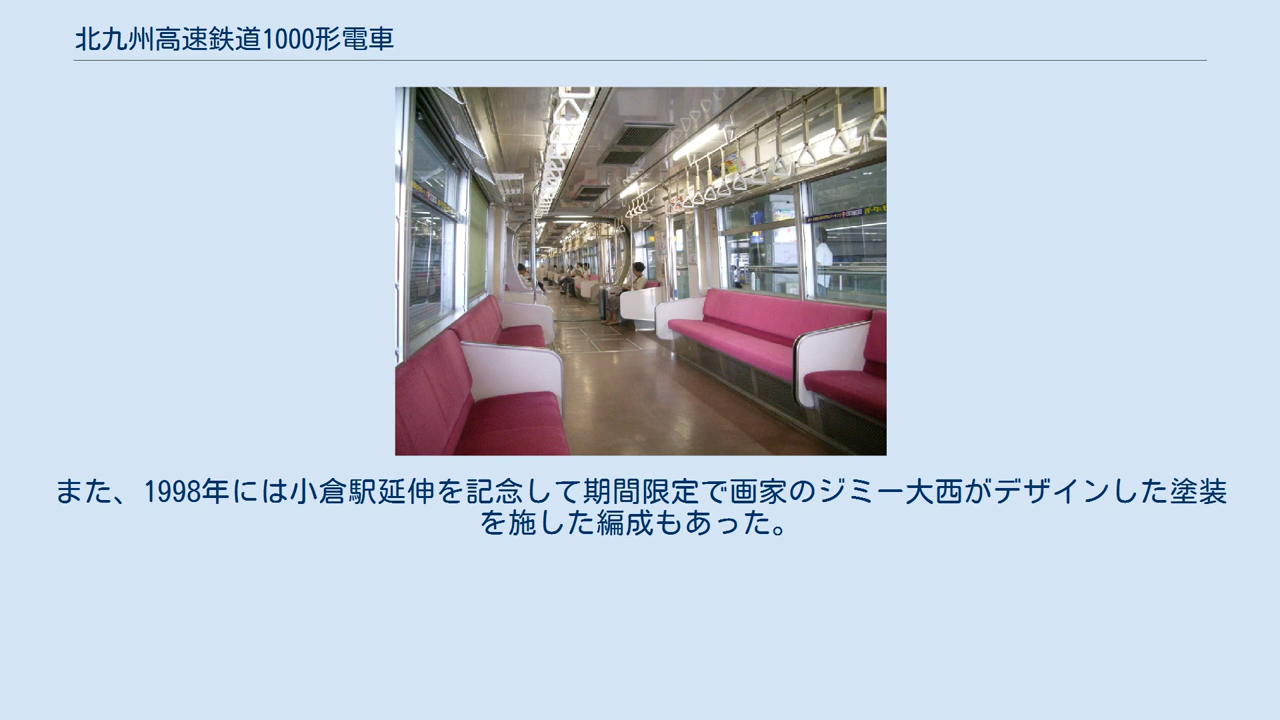 北九州高速鉄道1000形電車
また、1998年には小倉駅延伸を記念して期間限定で画家のジミー大西がデザインした塗装
を施した編成もあった。